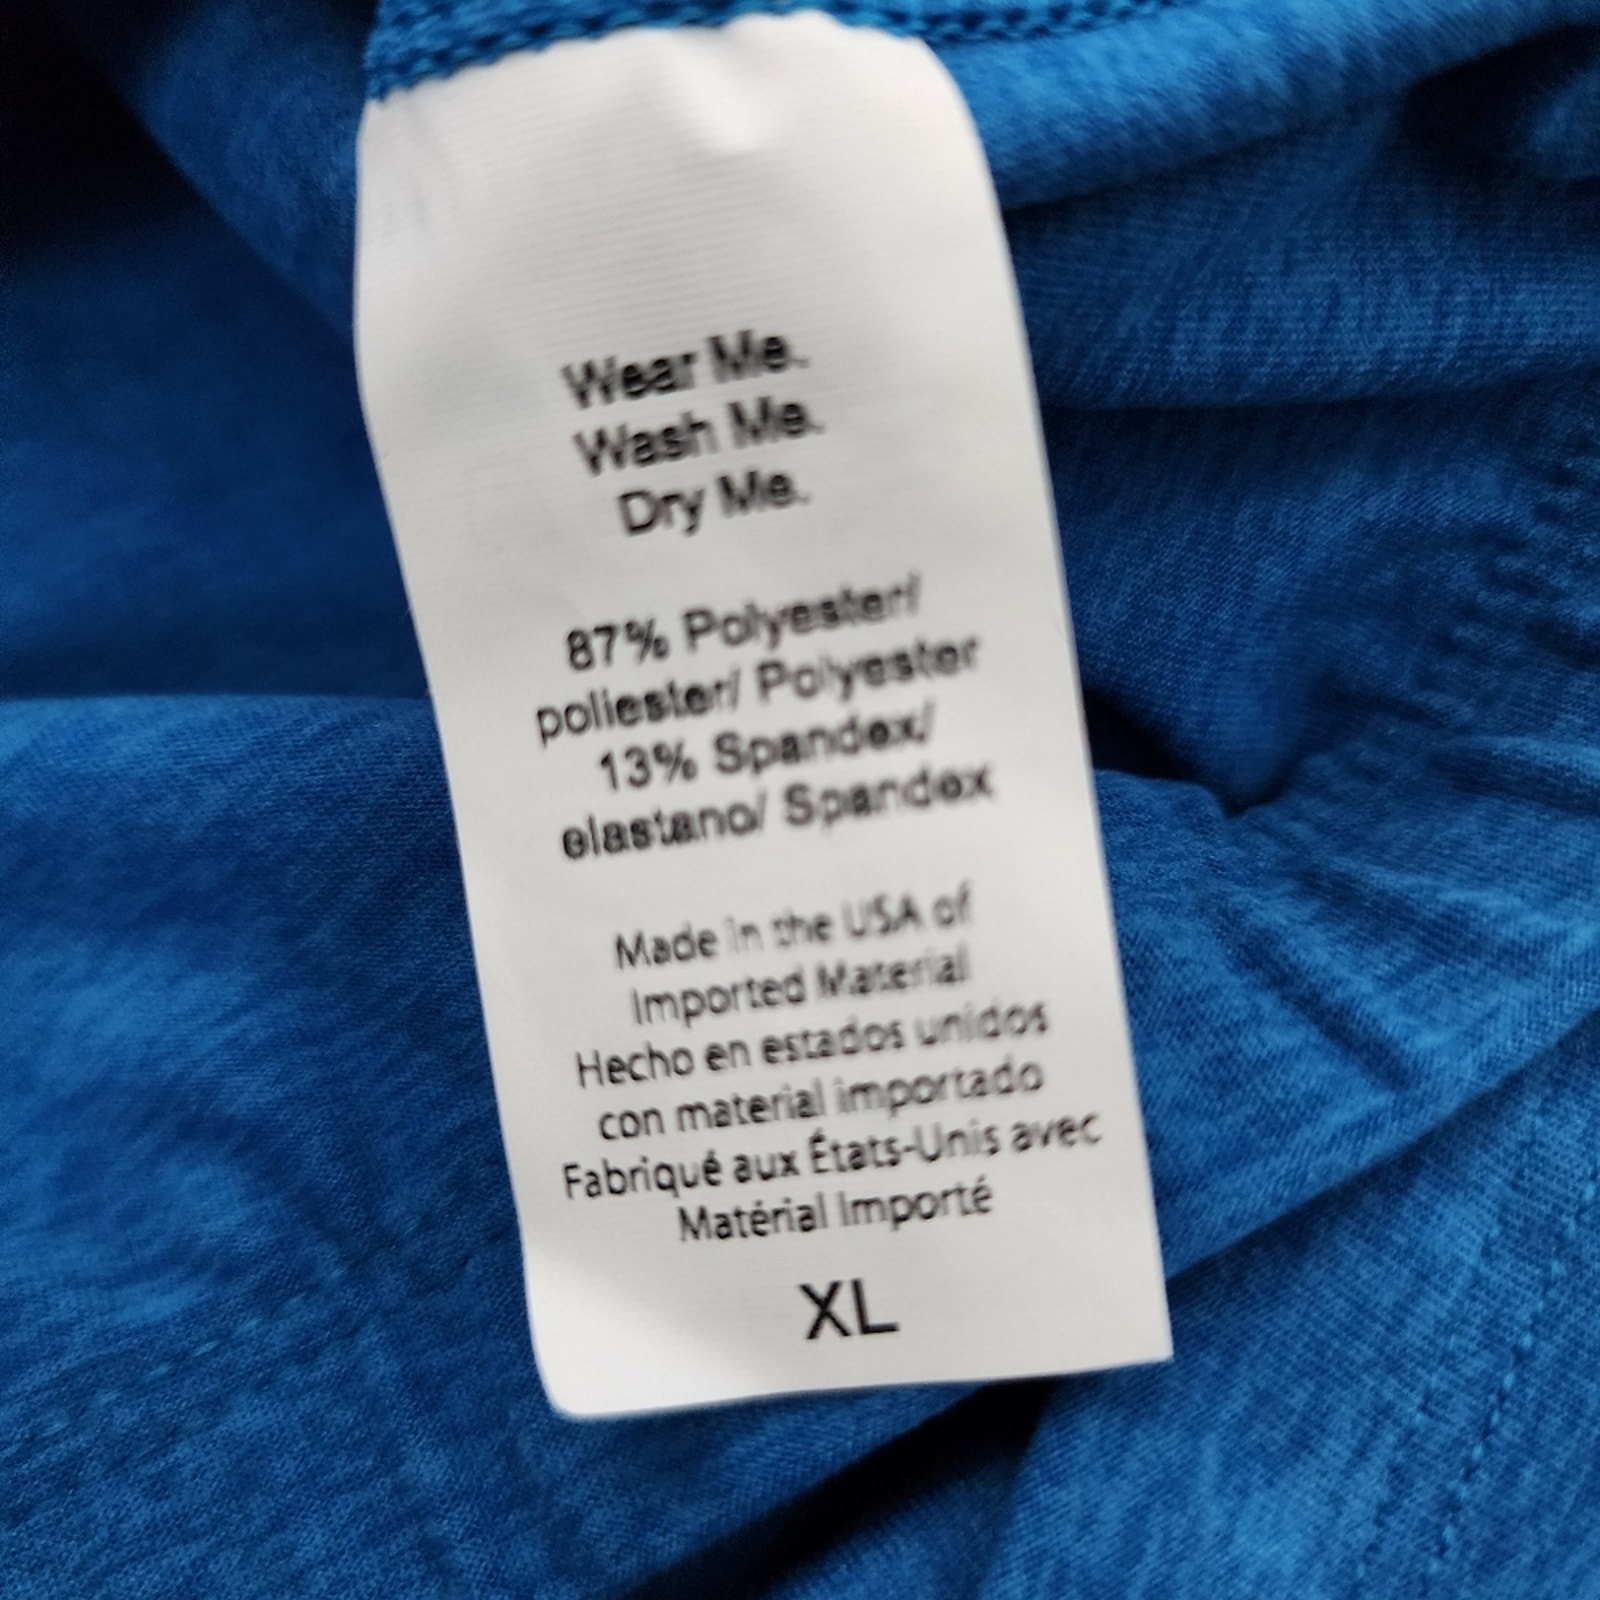 Wear Me.
Wash Me.
Dry Me.
87% Polyester/
poliester/ Polyester
13% Spandex/
elastano/ Spandex
Made in the USA of
Imported Material
Hecho en estados unidos
con material importado
Fabriqué aux États-Unis avec
Matérial Importé
XL